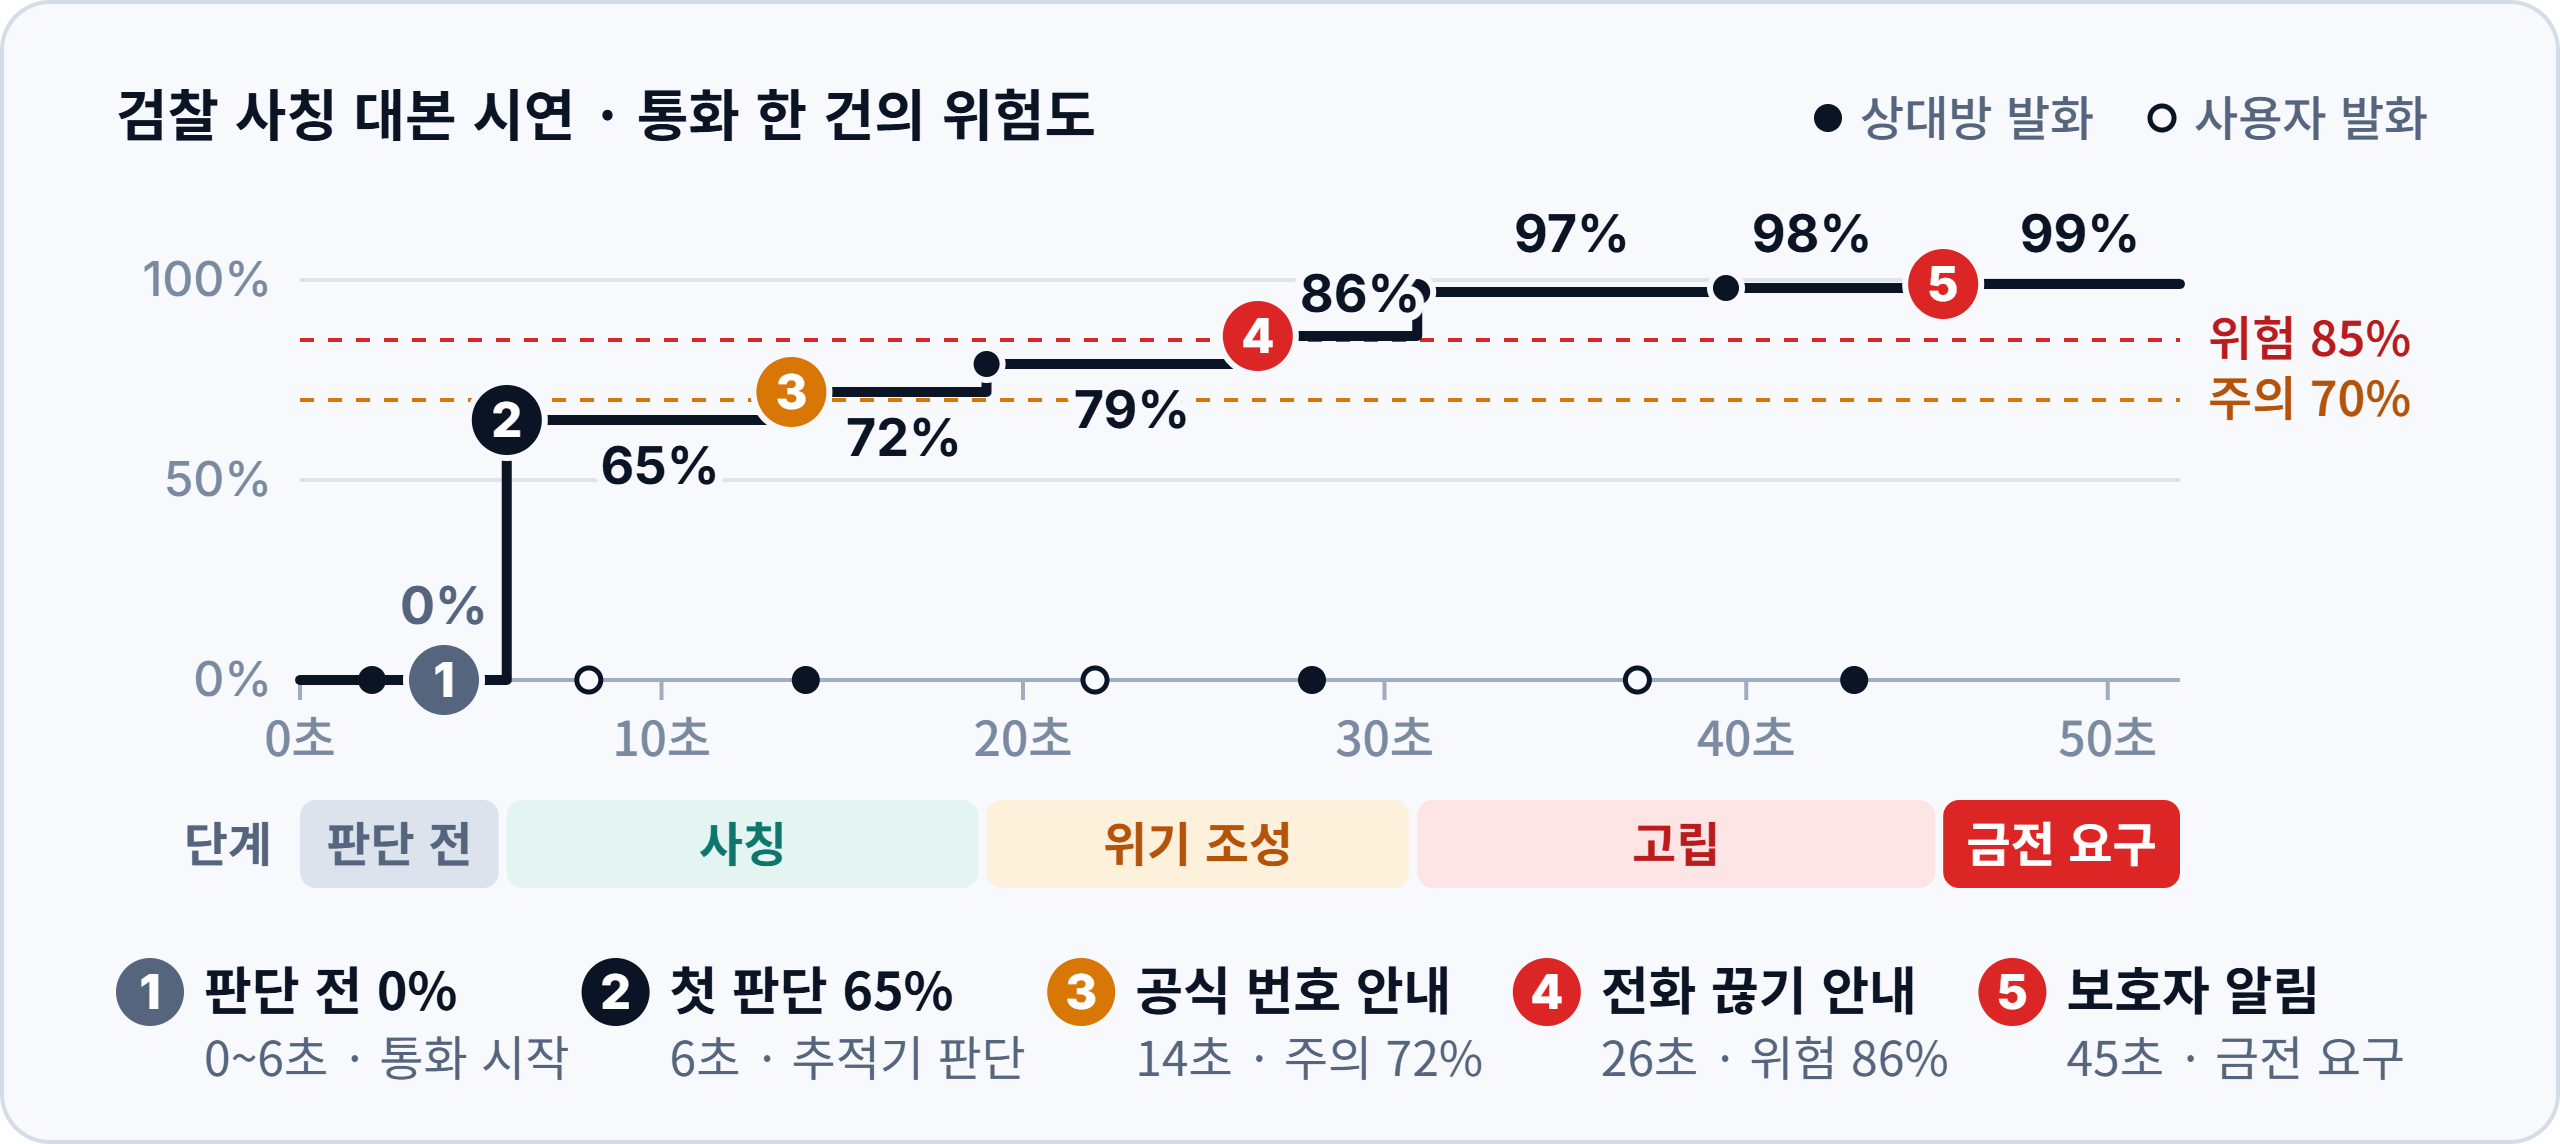 검찰 사칭 대본 시연 · 통화 한 건의 위험도
상대방 발화
사용자 발화
97%
98%
99%
100%
86%
5
4
위험 85%
3
79%
주의 70%
2
72%
65%
50%
0%
0%
1
0초
10초
20초
30초
40초
50초
단계
판단 전
사칭
위기 조성
고립
금전 요구
1 판단 전 0%
0~6초 · 통화 시작
2 첫 판단 65%
6초 · 추적기 판단
3 공식 번호 안내
14초 · 주의 72%
4 전화 끊기 안내
26초 · 위험 86%
5 보호자 알림
45초 · 금전 요구